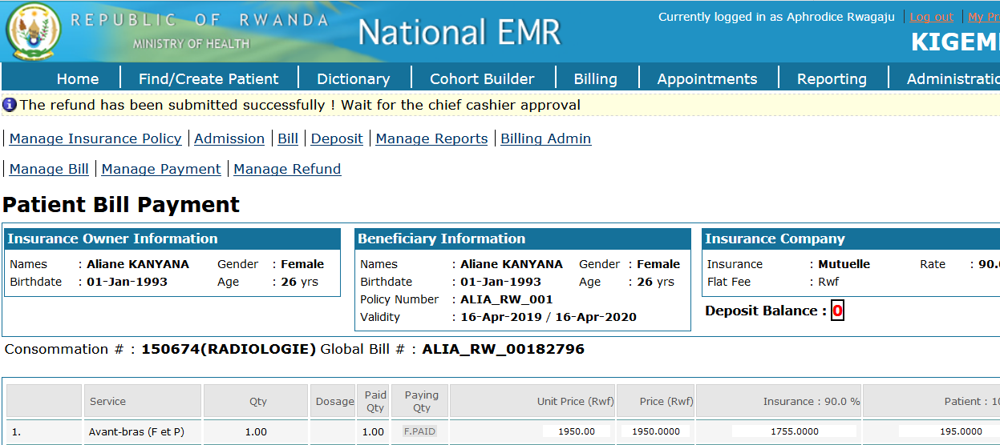 REPUBLIC OF RWANDA
MINISTRY OF HEALTH
National EMR
Currently logged in as Aphrodice Rwagaju Log out My Pr
KIGEM
Home Find/Create Patient Dictionary Cohort Builder Billing Appointments Reporting Administratio
The refund has been submitted successfully ! Wait for the chief cashier approval
Manage Insurance Policy Admission Bill Deposit Manage Reports Billing Admin
Manage Bill Manage Payment Manage Refund
Patient Bill Payment
Insurance Owner Information
Names : Aliane KANYANA Gender : Female
Birthdate : 01-Jan-1993 Age : 26 yrs
Beneficiary Information
Names : Aliane KANYANA Gender : Female
Birthdate : 01-Jan-1993 Age : 26 yrs
Policy Number : ALIA_RW_001
Validity : 16-Apr-2019 / 16-Apr-2020
Insurance Company
Insurance : Mutuelle Rate : 90.
Flat Fee : Rwf
Deposit Balance : 0
Consommation # : 150674(RADIOLOGIE) Global Bill # : ALIA_RW_00182796
Service Qty Dosage Paid Qty Paying Qty Unit Price (Rwf) Price (Rwf) Insurance : 90.0 % Patient : 10
1. Avant-bras (F et P) 1.00 1.00 F.PAID 1950.00 1950.0000 1755.0000 195.0000